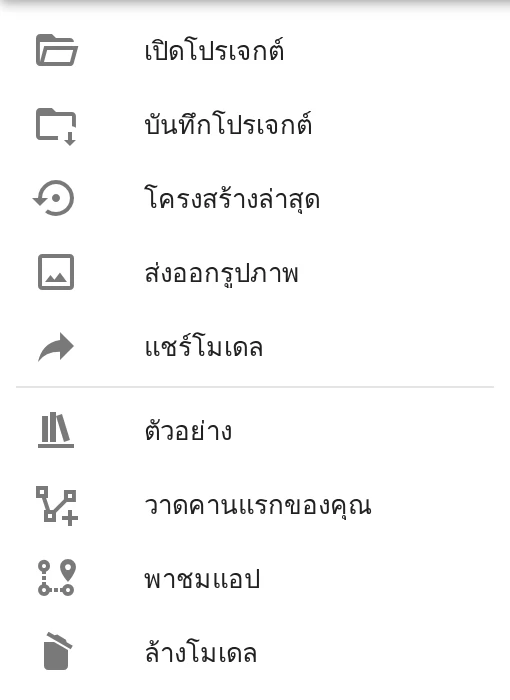 เปิดโปรเจกต์
บันทึกโปรเจกต์
โครงสร้างล่าสุด
ส่งออกรูปภาพ
แชร์โมเดล
ตัวอย่าง
วาดคานแรกของคุณ
พาชมแอป
ล้างโมเดล